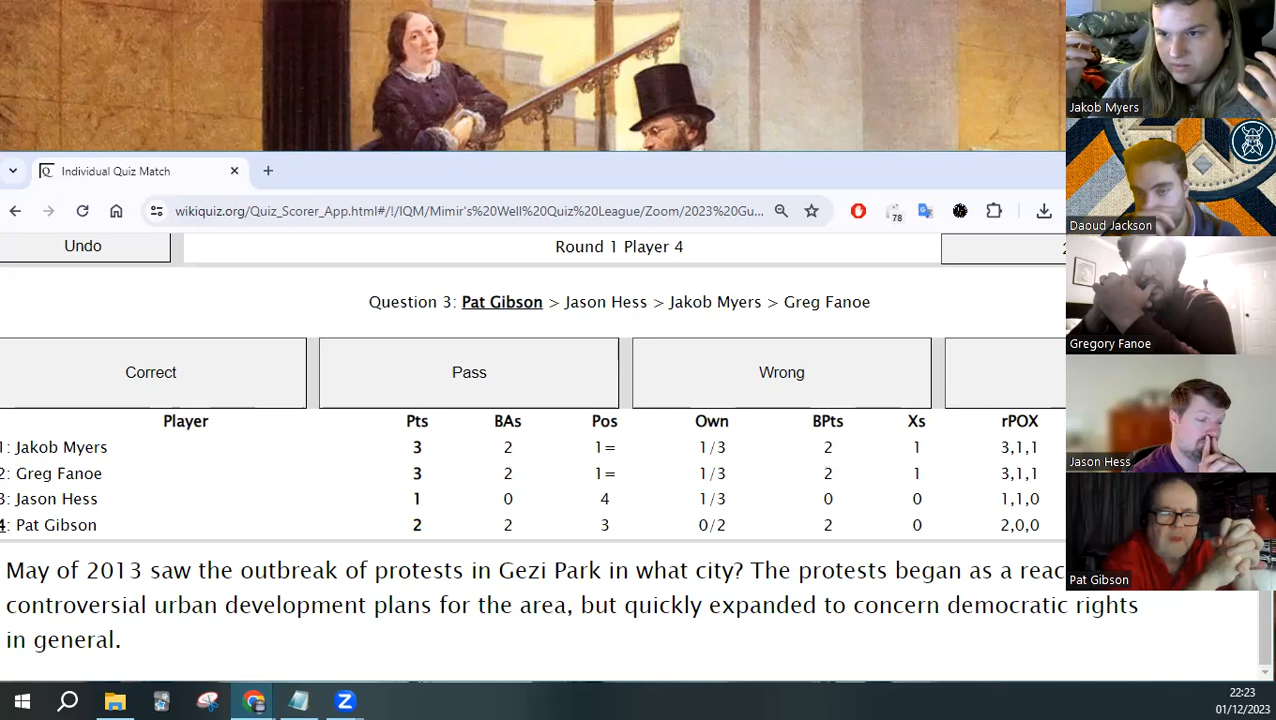 Individual Quiz Match
wikiquiz.org/Quiz_Scorer_App.html#/!/IQM/Mimir's%20Well%20Quiz%20League/Zoom/2023%20Gu...
78
Undo
Round 1 Player 4
Question 3: Pat Gibson > Jason Hess > Jakob Myers > Greg Fanoe
Correct Pass Wrong
Player Pts BAs Pos Own BPts Xs rPOX
1: Jakob Myers 3 2 1= 1/3 2 1 3,1,1
2: Greg Fanoe 3 2 1= 1/3 2 1 3,1,1
3: Jason Hess 1 0 4 1/3 0 0 1,1,0
4: Pat Gibson 2 2 3 0/2 2 0 2,0,0
May of 2013 saw the outbreak of protests in Gezi Park in what city? The protests began as a reac
controversial urban development plans for the area, but quickly expanded to concern democratic rights
in general.
Jakob Myers
Daoud Jackson
Gregory Fanoe
Jason Hess
Pat Gibson
22:23
01/12/2023